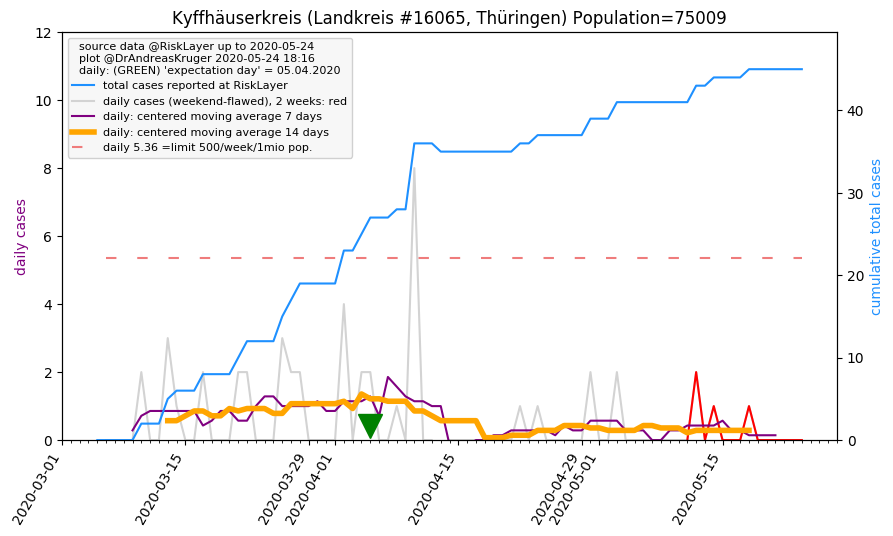 Kyffhäuserkreis (Landkreis #16065, Thüringen) Population=75009
source data @RiskLayer up to 2020-05-24
plot @DrAndreasKruger 2020-05-24 18:16
daily: (GREEN) 'expectation day' = 05.04.2020
total cases reported at RiskLayer
daily cases (weekend-flawed), 2 weeks: red
daily: centered moving average 7 days
daily: centered moving average 14 days
daily 5.36 =limit 500/week/1mio pop.
daily cases
12
10
8
6
4
2
0
cumulative total cases
40
30
20
10
0
2020-03-01
2020-03-15
2020-03-29
2020-04-01
2020-04-15
2020-04-29
2020-05-01
2020-05-15